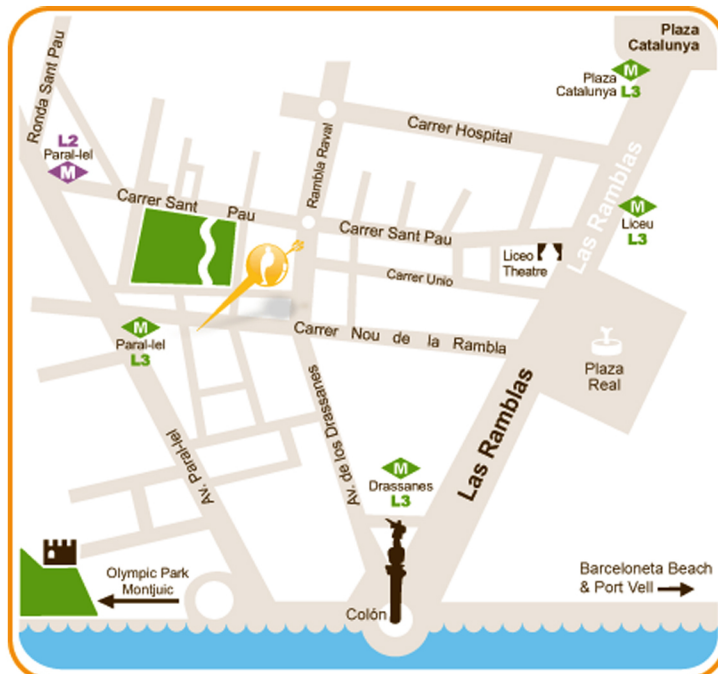 Plaza
Catalunya
M
Plaza
Catalunya L3
Ronda Sant Pau
L2
Paral-lel
M
Carrer Hospital
Rambla Raval
Las Ramblas
Carrer Sant Pau
Carrer Sant Pau
M
Liceu
L3
Liceo
Theatre
Carrer Unio
M
Paral-lel
L3
Carrer Nou de la Rambla
Plaza
Real
Av. de los Drassanes
Las Ramblas
Av. Paral-lel
M
Drassanes
L3
Olympic Park
Montjuic
Barceloneta Beach
& Port Vell
Colón